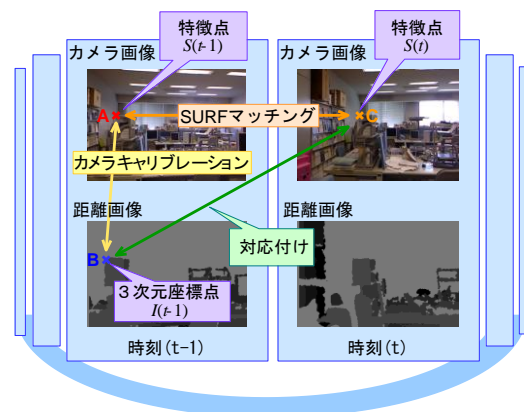 特徴点
S(t-1)
特徴点
S(t)
カメラ画像
カメラ画像
A
SURFマッチング
C
カメラキャリブレーション
距離画像
距離画像
対応付け
B
３次元座標点
I(t-1)
時刻(t-1)
時刻(t)